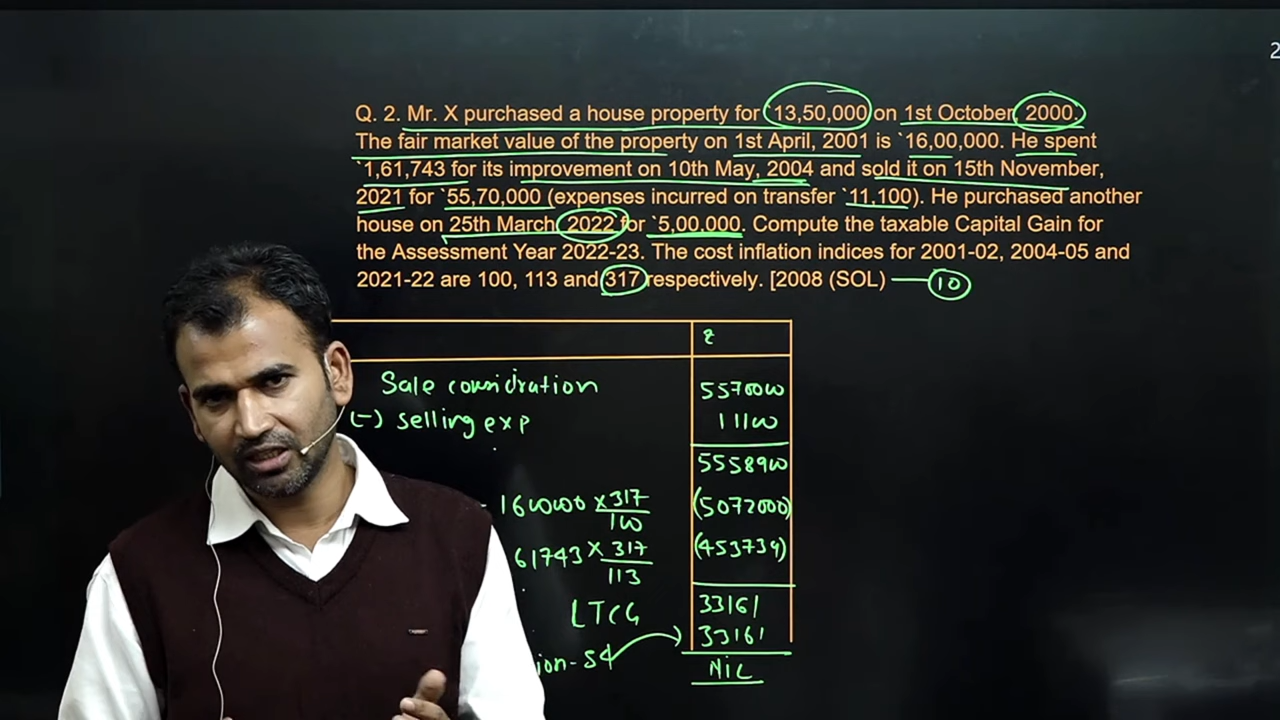 2
Q. 2. Mr. X purchased a house property for `13,50,000 on 1st October, 2000.
The fair market value of the property on 1st April, 2001 is `16,00,000. He spent
`1,61,743 for its improvement on 10th May, 2004 and sold it on 15th November,
2021 for `55,70,000 (expenses incurred on transfer `11,100). He purchased another
house on 25th March, 2022 for `5,00,000. Compute the taxable Capital Gain for
the Assessment Year 2022-23. The cost inflation indices for 2001-02, 2004-05 and
2021-22 are 100, 113 and 317 respectively. [2008 (SOL) — 10
₹
Sale considration 5570000
(-) selling exp 11100
5558900
- 1600000 × 317/100 (5072000)
61743 × 317/113 (453739)
LTCG 33161
ion-54 33161
NIL